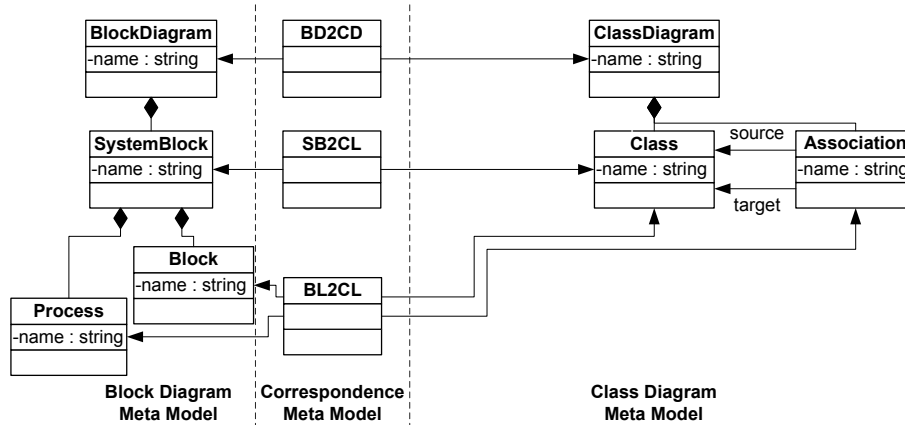 BlockDiagram
-name : string
BD2CD
ClassDiagram
-name : string
SystemBlock
-name : string
SB2CL
Class
-name : string
source
target
Association
-name : string
Block
-name : string
BL2CL
Process
-name : string
Block Diagram
Meta Model
Correspondence
Meta Model
Class Diagram
Meta Model